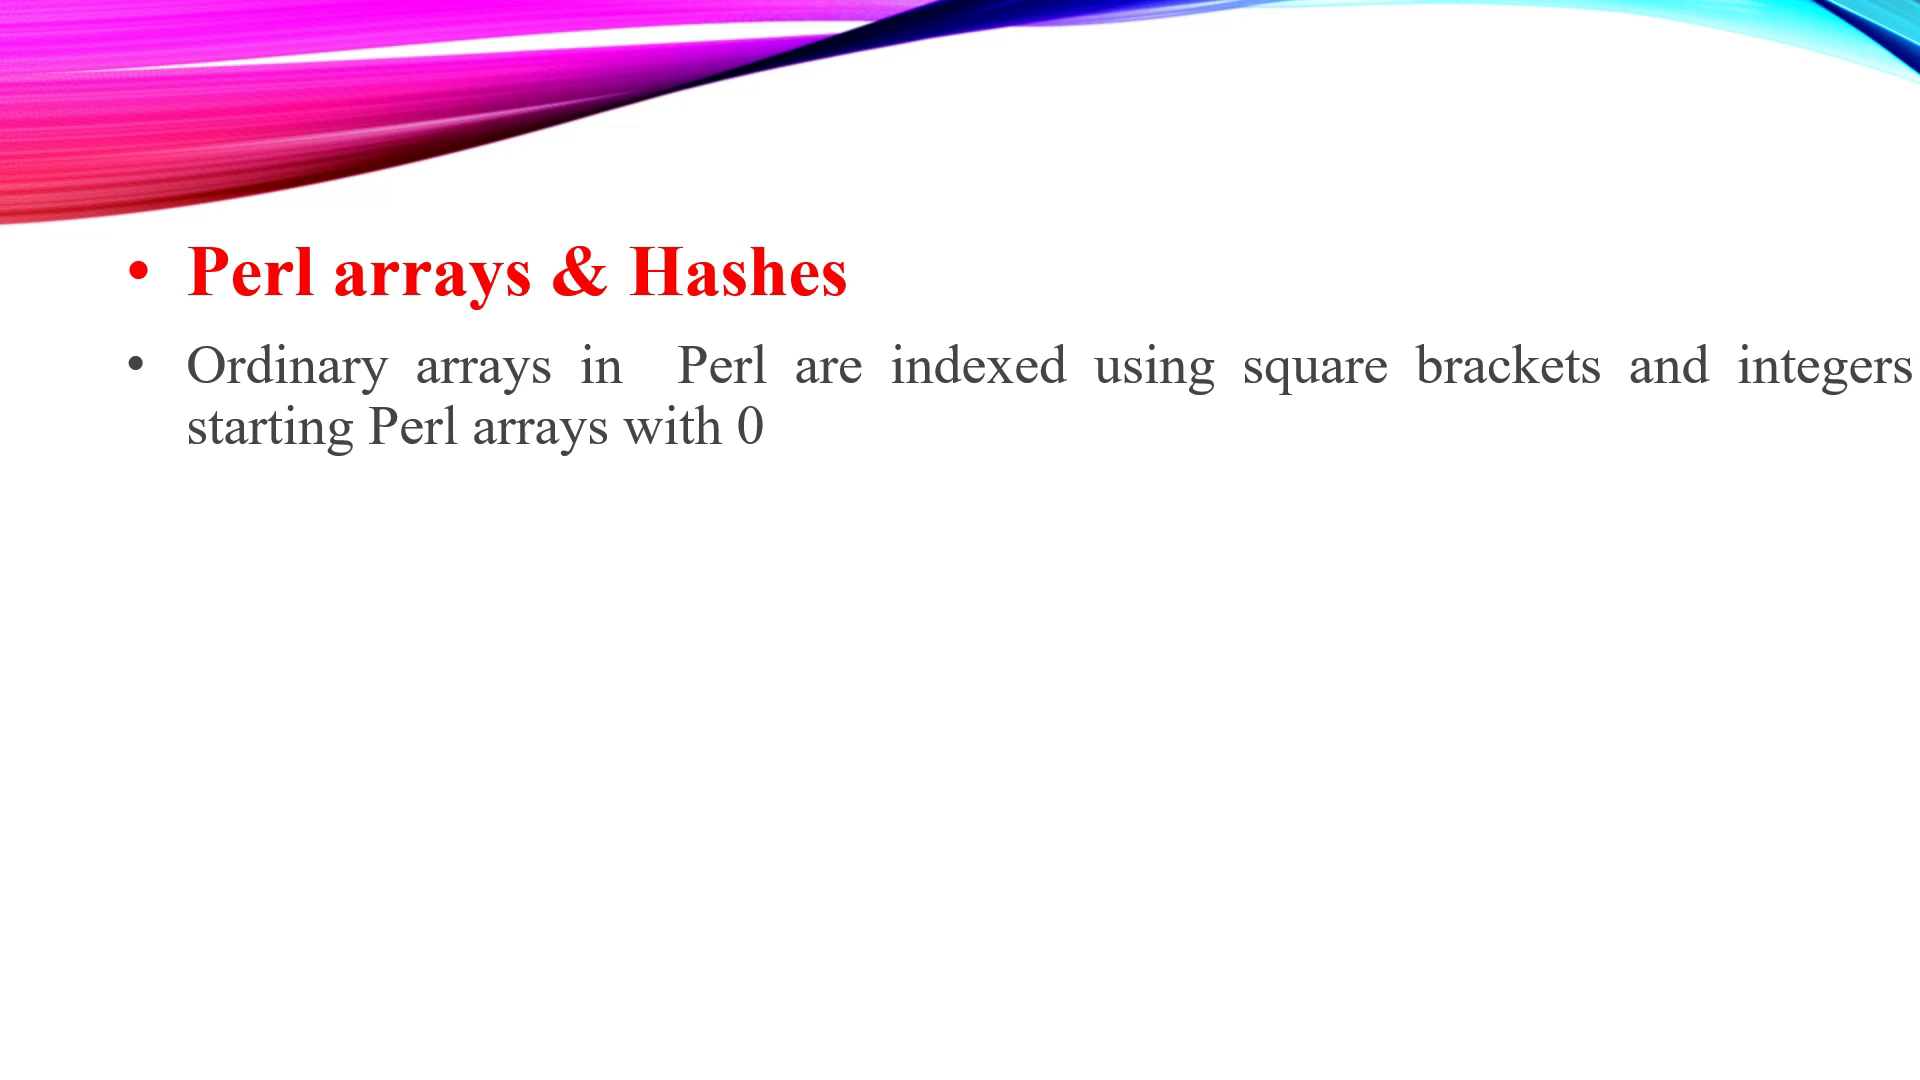 • Perl arrays & Hashes
• Ordinary arrays in Perl are indexed using square brackets and integers
starting Perl arrays with 0